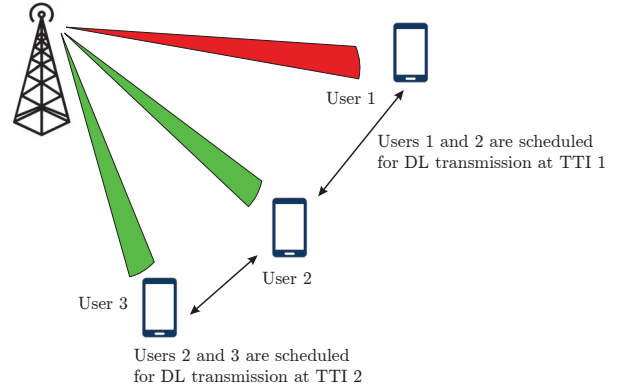 User 1
Users 1 and 2 are scheduled
for DL transmission at TTI 1
User 2
User 3
Users 2 and 3 are scheduled
for DL transmission at TTI 2